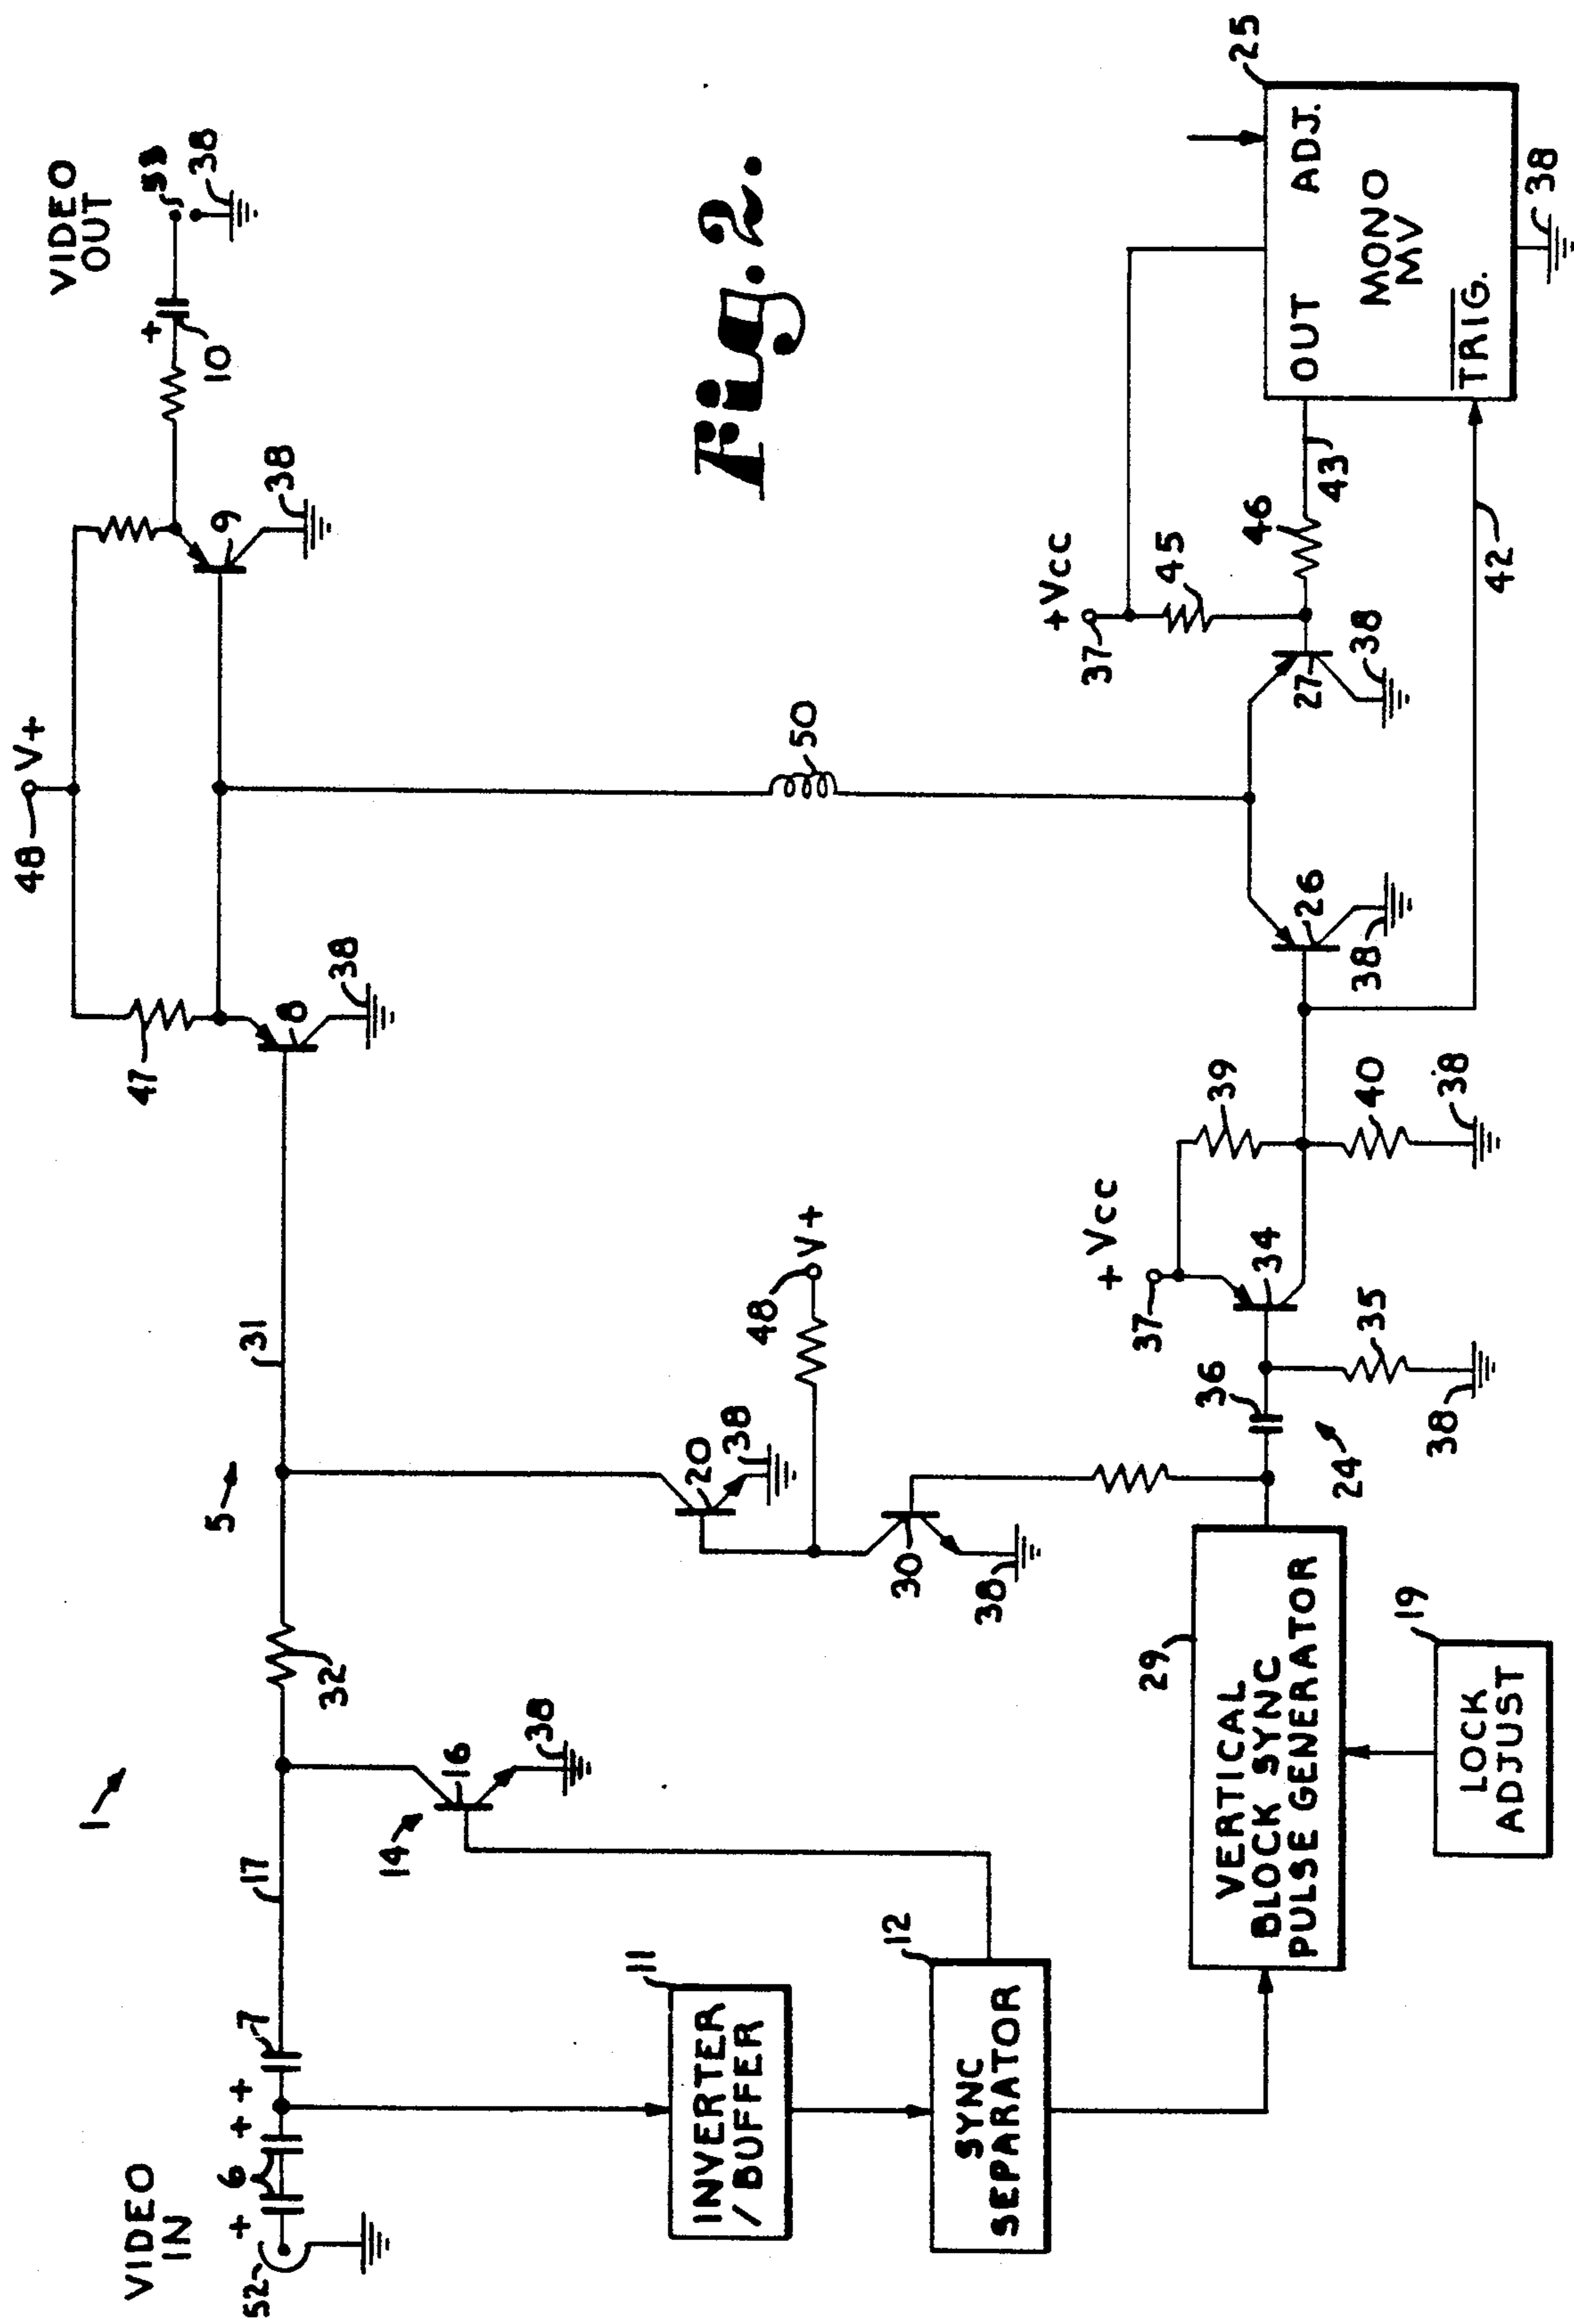 Fig. 2.
1
VIDEO
IN
52
+
6
+
+
7
17
14
16
38
32
5
31
47
8
38
48
V+
9
38
+
10
VIDEO
OUT
38
11
INVERTER
/BUFFER
12
SYNC
SEPARATOR
20
38
48
V+
30
38
50
29
VERTICAL
BLOCK SYNC
PULSE GENERATOR
19
LOCK
ADJUST
24
36
35
38
37
+Vcc
34
39
40
38
26
38
27
38
37
+Vcc
45
46
43
42
25
OUT
ADJ.
MONO
MV
TRIG.
38